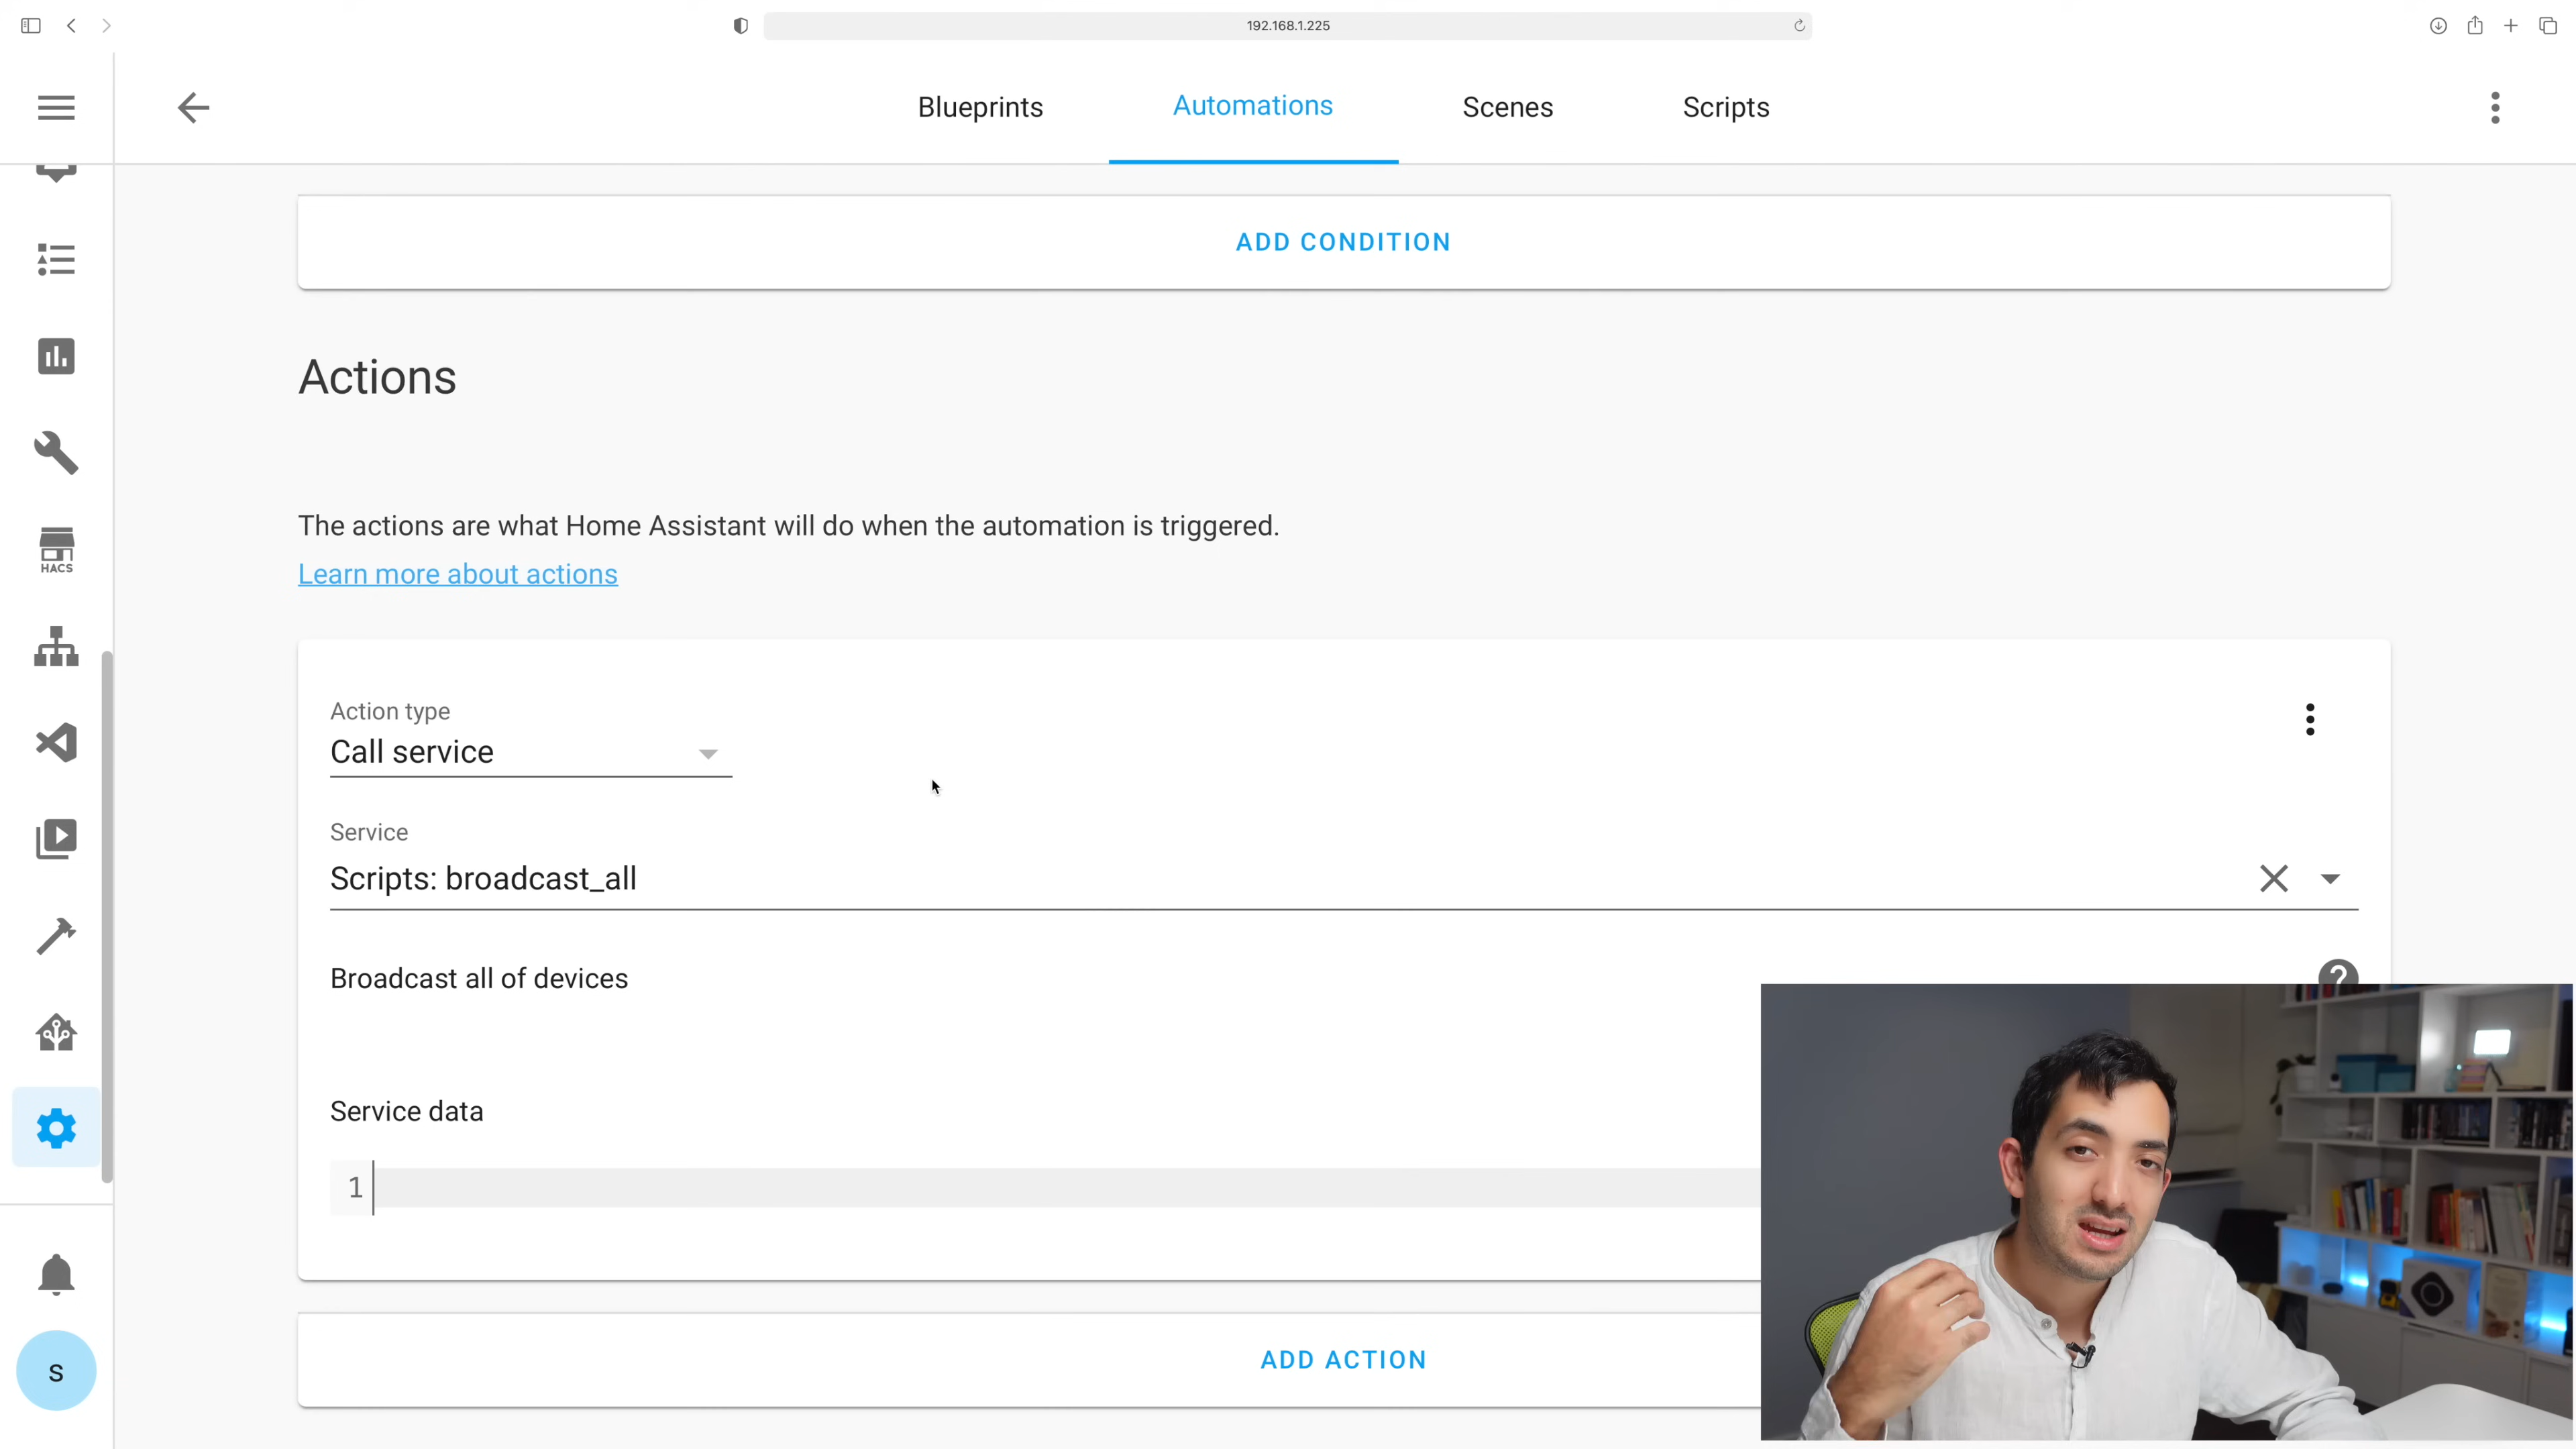 192.168.1.225
Blueprints
Automations
Scenes
Scripts
ADD CONDITION
Actions
The actions are what Home Assistant will do when the automation is triggered.
Learn more about actions
Action type
Call service
Service
Scripts: broadcast_all
Broadcast all of devices
?
Service data
1
ADD ACTION
HACS
s